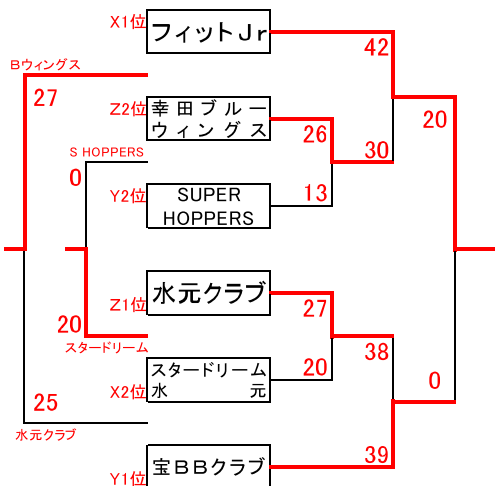 X1位
フィットJr
42
Bウィングス
27
Z2位
幸田ブルー
ウィングス
26
20
S HOPPERS
0
30
Y2位
SUPER
HOPPERS
13
Z1位
水元クラブ
27
20
スタードリーム
38
20
X2位
スタードリーム
水 元
0
25
水元クラブ
39
Y1位
宝BBクラブ